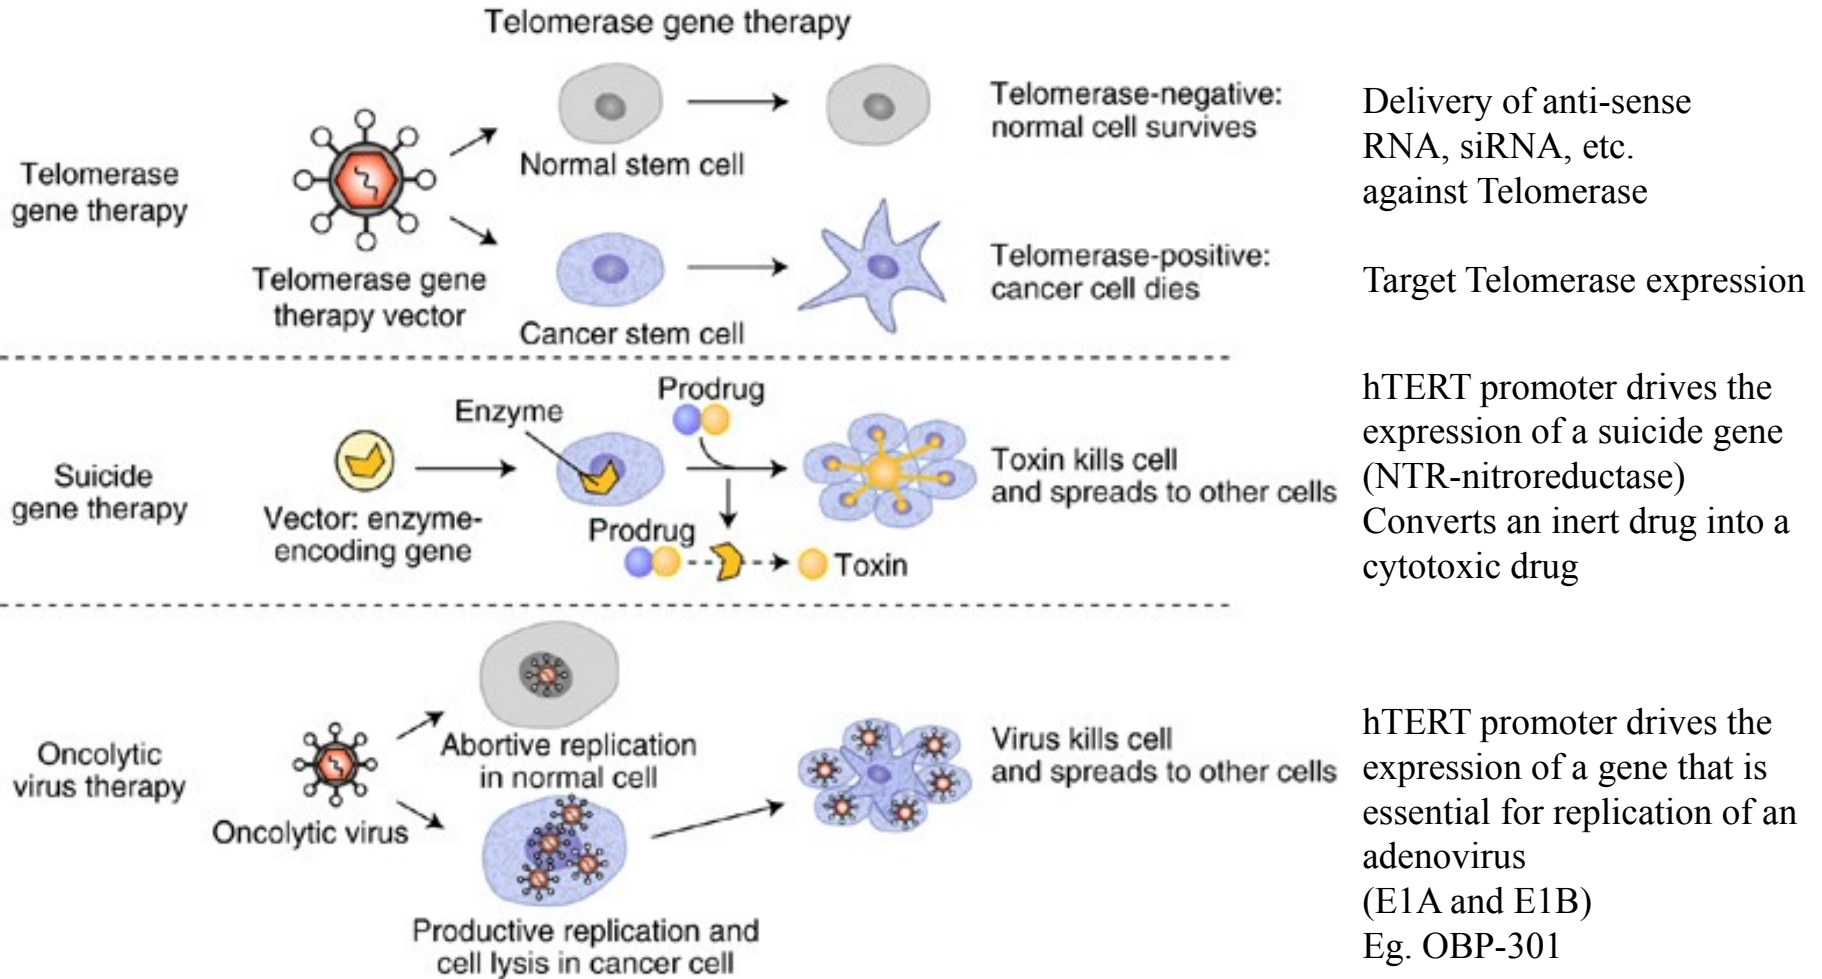 Telomerase gene therapy
Telomerase
gene therapy
Telomerase gene
therapy vector
Normal stem cell
Cancer stem cell
Telomerase-negative:
normal cell survives
Telomerase-positive:
cancer cell dies
Delivery of anti-sense
RNA, siRNA, etc.
against Telomerase
Target Telomerase expression
Suicide
gene therapy
Vector: enzyme-
encoding gene
Enzyme
Prodrug
Prodrug
Toxin
Toxin kills cell
and spreads to other cells
hTERT promoter drives the
expression of a suicide gene
(NTR-nitroreductase)
Converts an inert drug into a
cytotoxic drug
Oncolytic
virus therapy
Oncolytic virus
Abortive replication
in normal cell
Productive replication and
cell lysis in cancer cell
Virus kills cell
and spreads to other cells
hTERT promoter drives the
expression of a gene that is
essential for replication of an
adenovirus
(E1A and E1B)
Eg. OBP-301